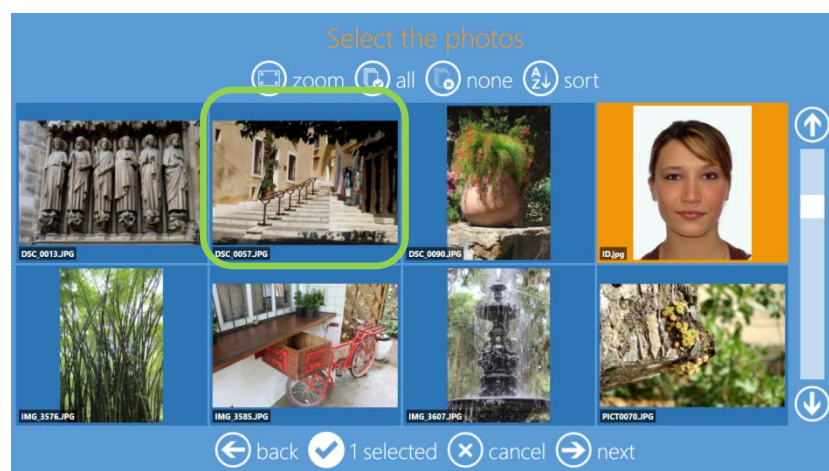 Select the photos
zoom all none sort
DSC_0013.JPG DSC_0057.JPG DSC_0090.JPG ID.jpg
IMG_3576.JPG IMG_3585.JPG IMG_3607.JPG PICT0070.JPG
back 1 selected cancel next